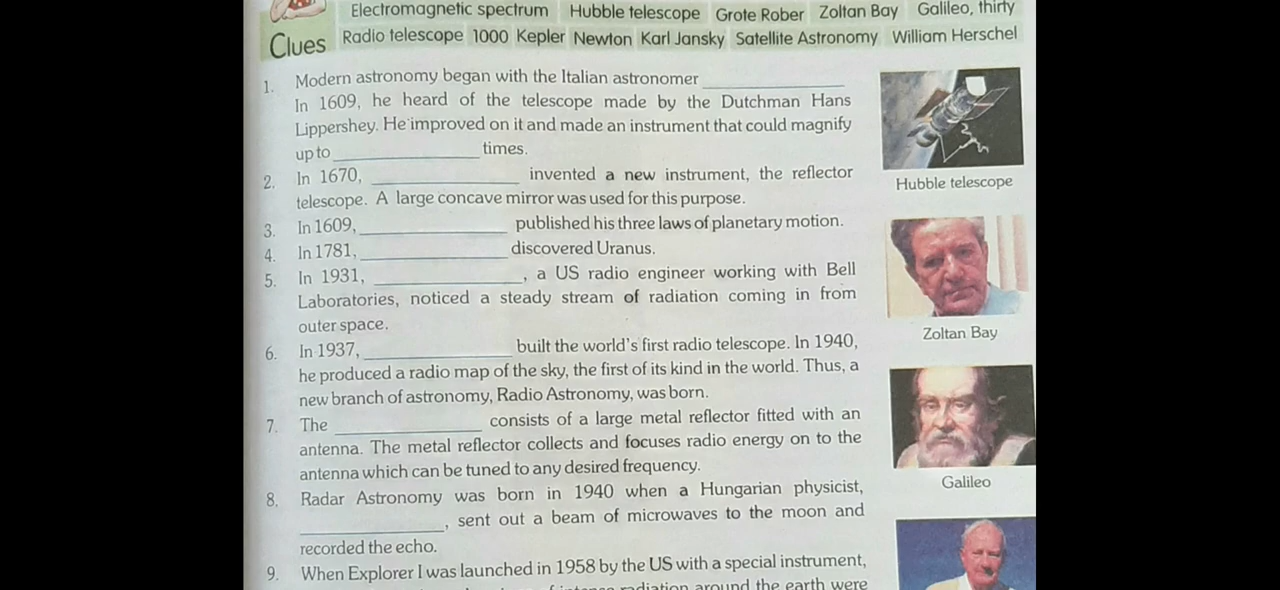 Electromagnetic spectrum Hubble telescope Grote Rober Zoltan Bay Galileo, thirty
Clues Radio telescope 1000 Kepler Newton Karl Jansky Satellite Astronomy William Herschel
1. Modern astronomy began with the Italian astronomer ____________
In 1609, he heard of the telescope made by the Dutchman Hans
Lippershey. He improved on it and made an instrument that could magnify
up to ____________ times.
2. In 1670, ____________ invented a new instrument, the reflector
telescope. A large concave mirror was used for this purpose.
3. In 1609, ____________ published his three laws of planetary motion.
4. In 1781, ____________ discovered Uranus.
5. In 1931, ____________, a US radio engineer working with Bell
Laboratories, noticed a steady stream of radiation coming in from
outer space.
6. In 1937, ____________ built the world's first radio telescope. In 1940,
he produced a radio map of the sky, the first of its kind in the world. Thus, a
new branch of astronomy, Radio Astronomy, was born.
7. The ____________ consists of a large metal reflector fitted with an
antenna. The metal reflector collects and focuses radio energy on to the
antenna which can be tuned to any desired frequency.
8. Radar Astronomy was born in 1940 when a Hungarian physicist,
____________, sent out a beam of microwaves to the moon and
recorded the echo.
9. When Explorer I was launched in 1958 by the US with a special instrument,
of intense radiation around the earth were
Hubble telescope
Zoltan Bay
Galileo